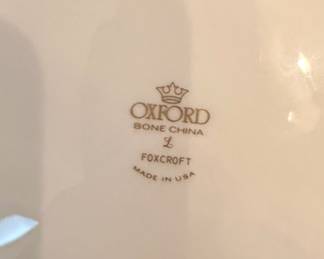 OXFORD
BONE CHINA
L
FOXCROFT
MADE IN USA